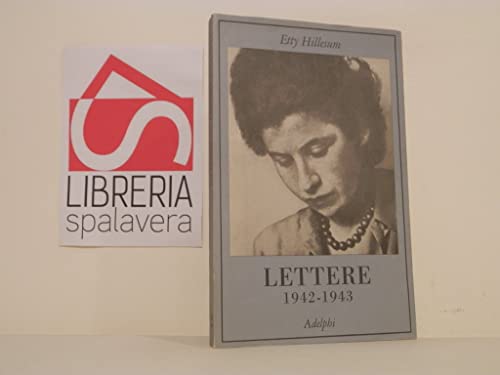 LIBRERIA
spalavera
Etty Hillesum
LETTERE
1942-1943
Adelphi